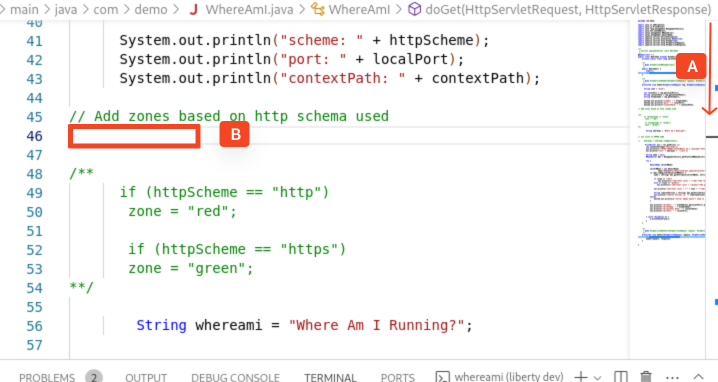 main > java > com > demo > J WhereAmI.java > WhereAmI > doGet(HttpServletRequest, HttpServletResponse)
40
41 System.out.println("scheme: " + httpScheme);
42 System.out.println("port: " + localPort);
43 System.out.println("contextPath: " + contextPath);
44
45 // Add zones based on http schema used
46 B
47
48 /**
49 if (httpScheme == "http")
50 zone = "red";
51
52 if (httpScheme == "https")
53 zone = "green";
54 **/
55
56 String whereami = "Where Am I Running?";
57
A
PROBLEMS 2 OUTPUT DEBUG CONSOLE TERMINAL PORTS whereami (liberty dev)